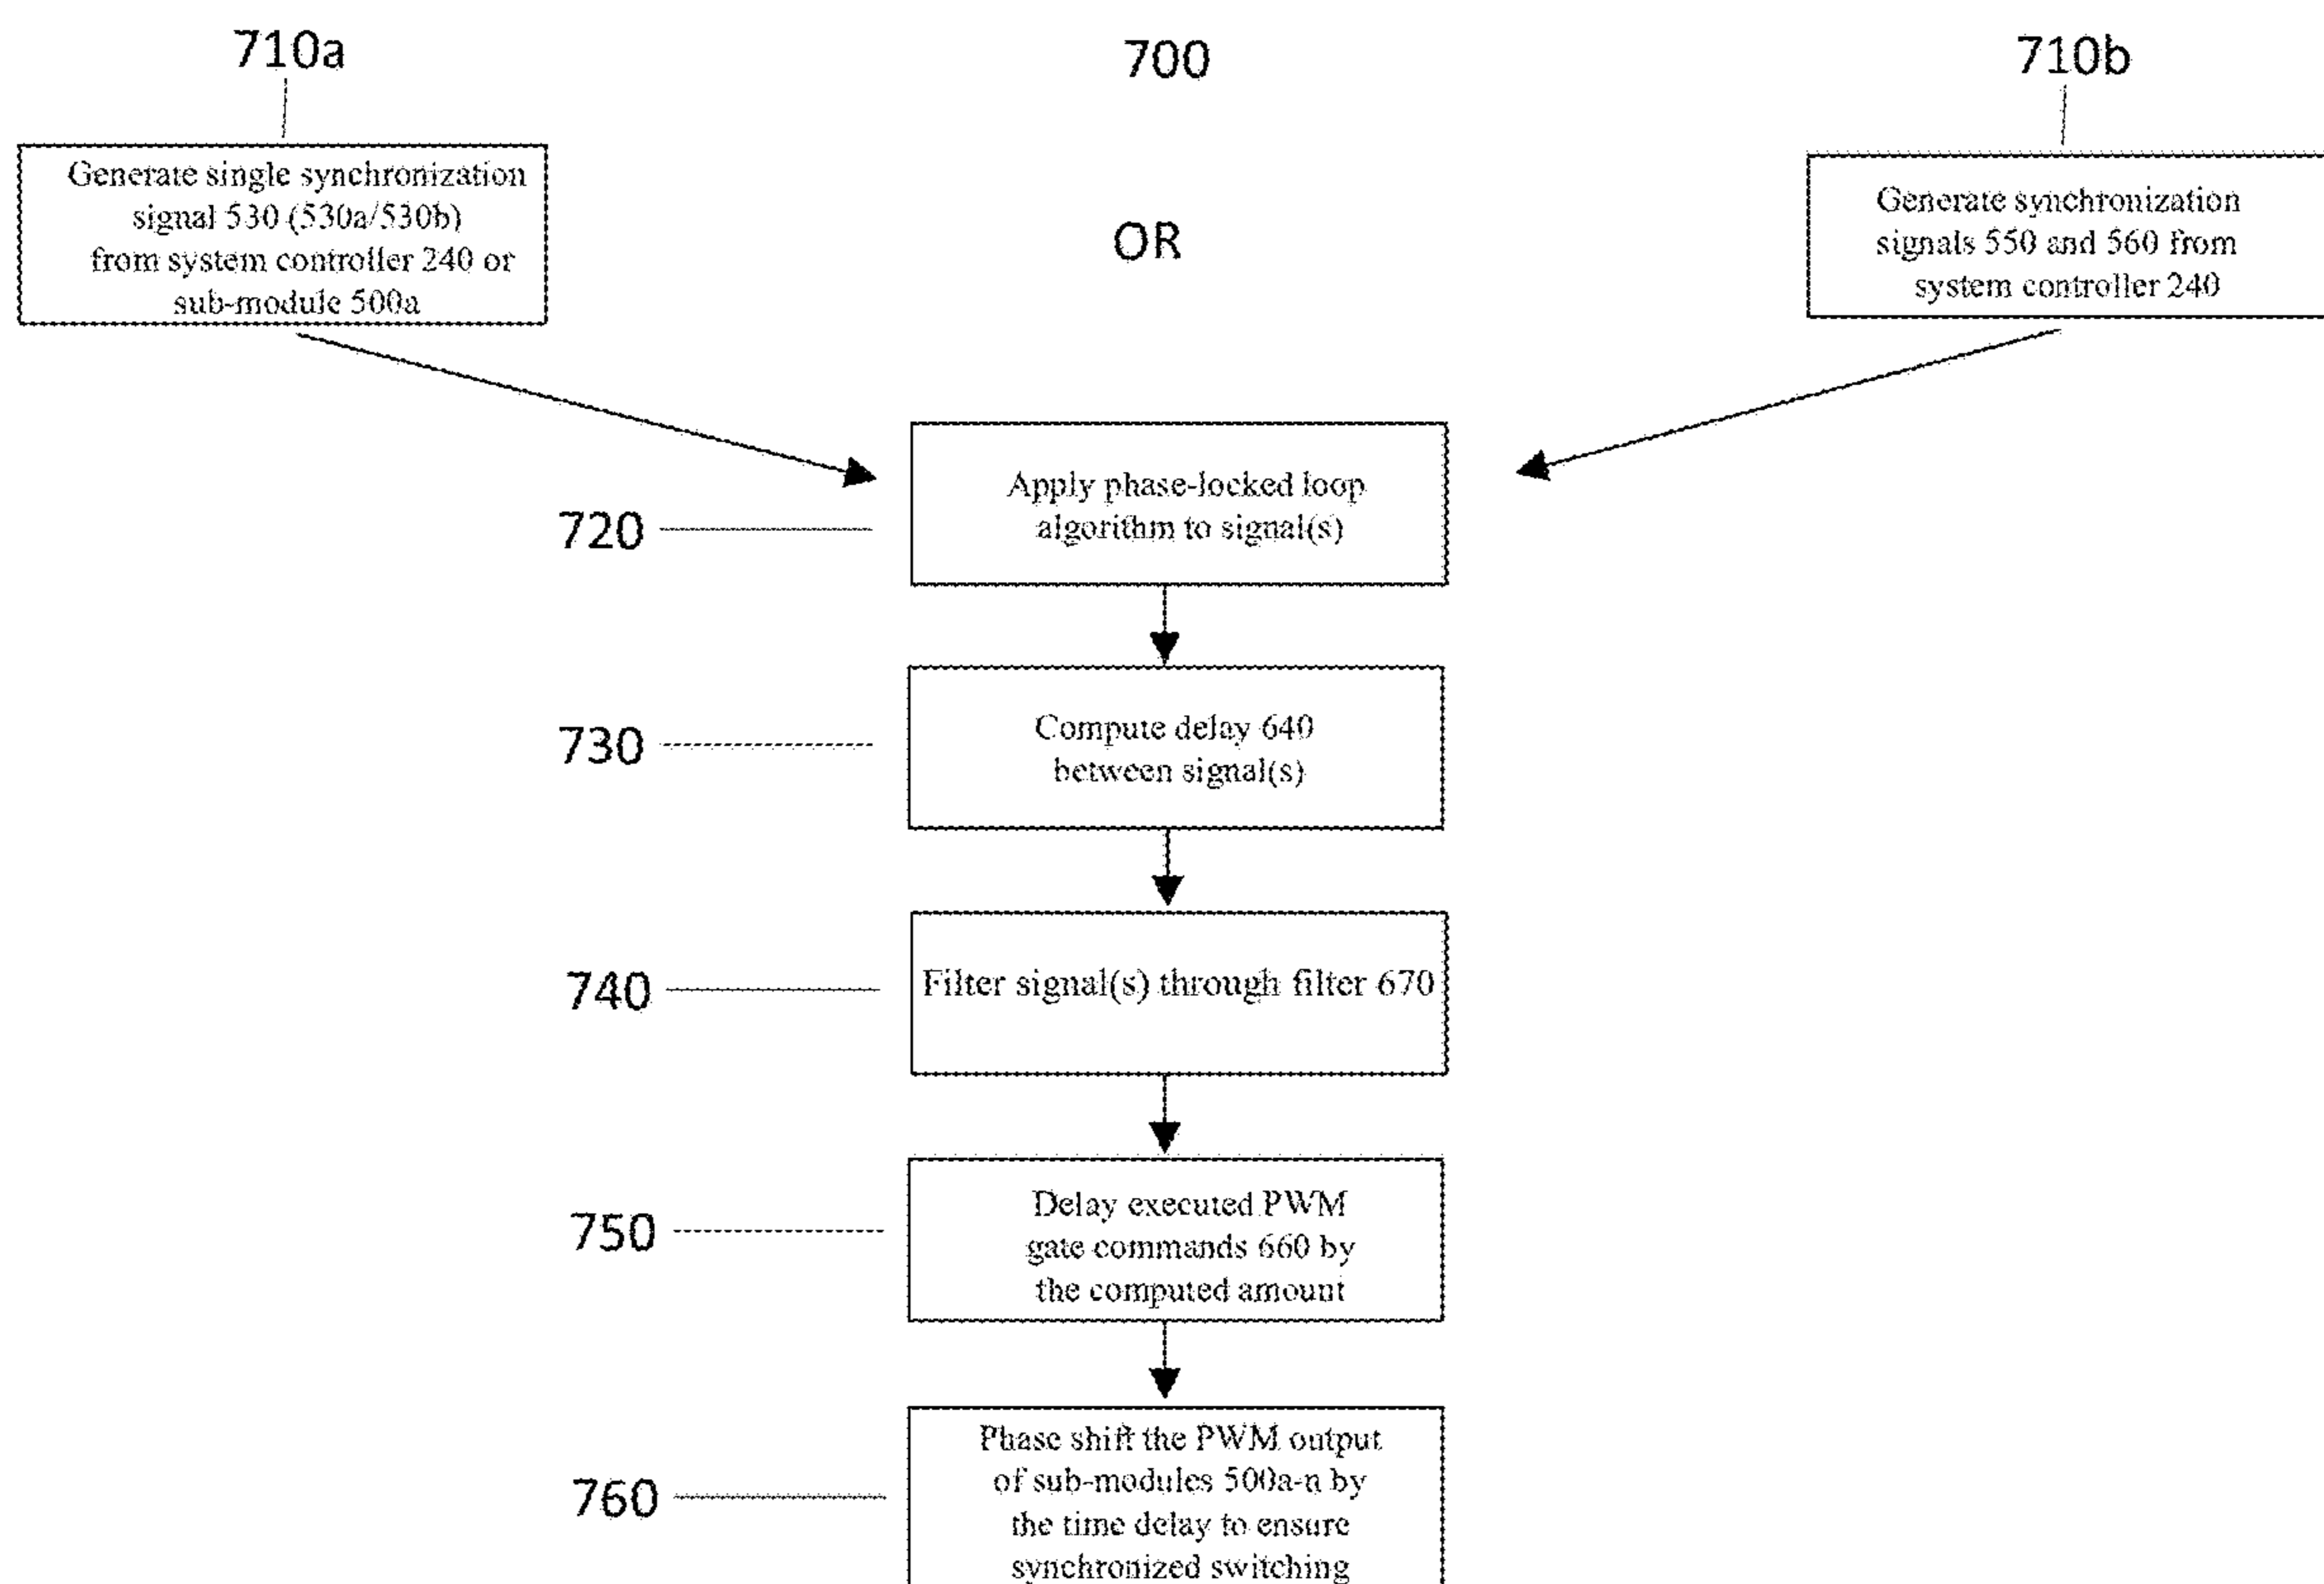 710a
700
710b
Generate single synchronization
signal 530 (530a/530b)
from system controller 240 or
sub-module 500a
OR
Generate synchronization
signals 550 and 560 from
system controller 240
720
Apply phase-locked loop
algorithm to signal(s)
730
Compute delay 640
between signal(s)
740
Filter signal(s) through filter 670
750
Delay executed PWM
gate commands 660 by
the computed amount
760
Phase shift the PWM output
of sub-modules 500a-n by
the time delay to ensure
synchronized switching